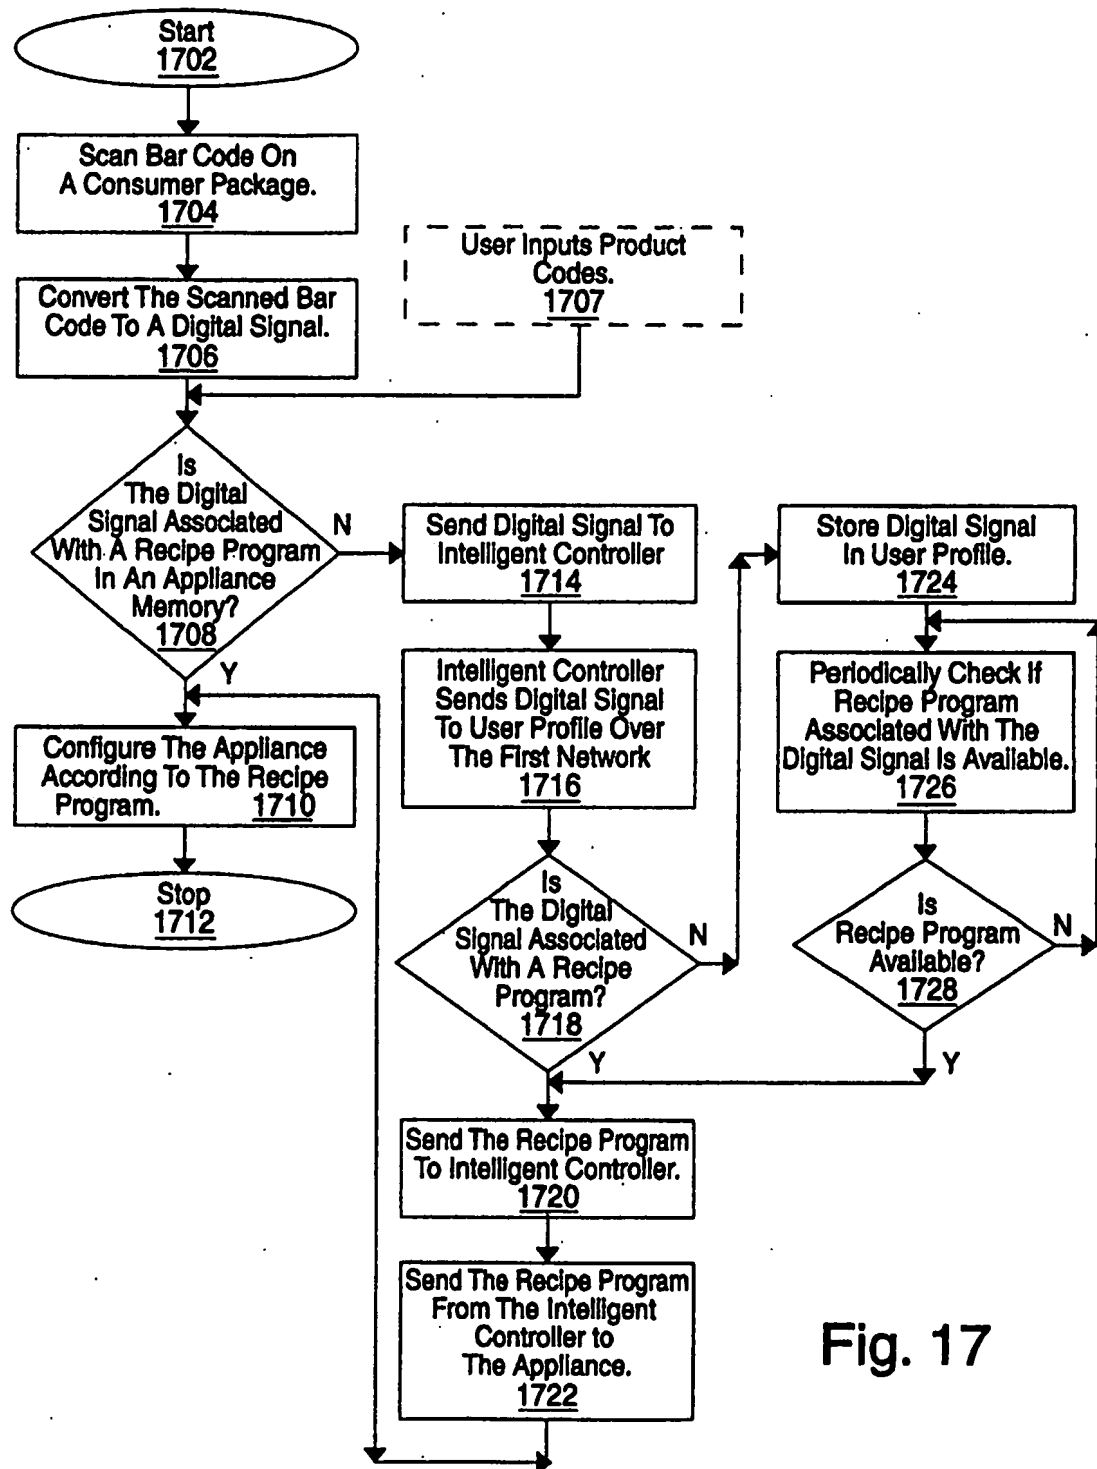 Start
1702
Scan Bar Code On
A Consumer Package.
1704
Convert The Scanned Bar
Code To A Digital Signal.
1706
User Inputs Product
Codes.
1707
Is
The Digital
Signal Associated
With A Recipe Program
In An Appliance
Memory?
1708
N
Y
Configure The Appliance
According To The Recipe
Program. 1710
Stop
1712
Send Digital Signal To
Intelligent Controller
1714
Intelligent Controller
Sends Digital Signal
To User Profile Over
The First Network
1716
Is
The Digital
Signal Associated
With A Recipe
Program?
1718
N
Y
Send The Recipe Program
To Intelligent Controller.
1720
Send The Recipe Program
From The Intelligent
Controller to
The Appliance.
1722
Store Digital Signal
In User Profile.
1724
Periodically Check If
Recipe Program
Associated With The
Digital Signal Is Available.
1726
Is
Recipe Program
Available?
1728
N
Y
Fig. 17